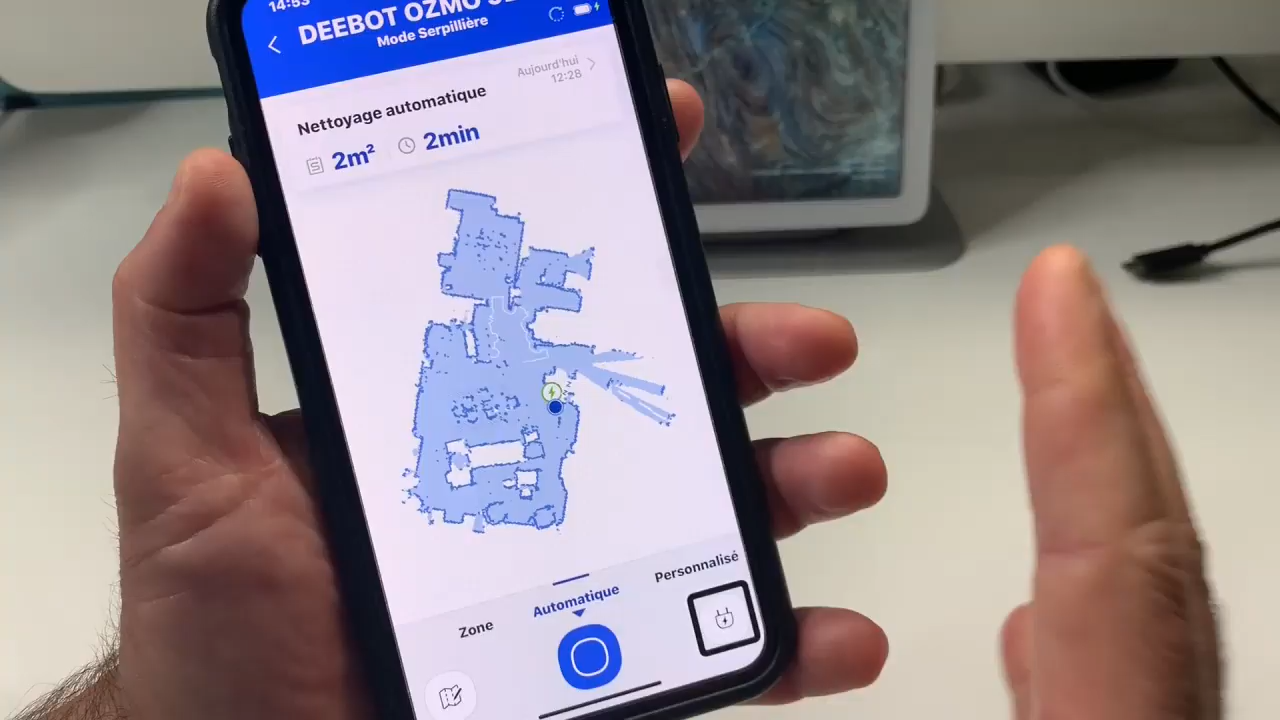 14:53
DEEBOT OZMO
Mode Serpillière
Aujourd'hui
12:28
Nettoyage automatique
2m² 2min
Personnalisé
Automatique
Zone